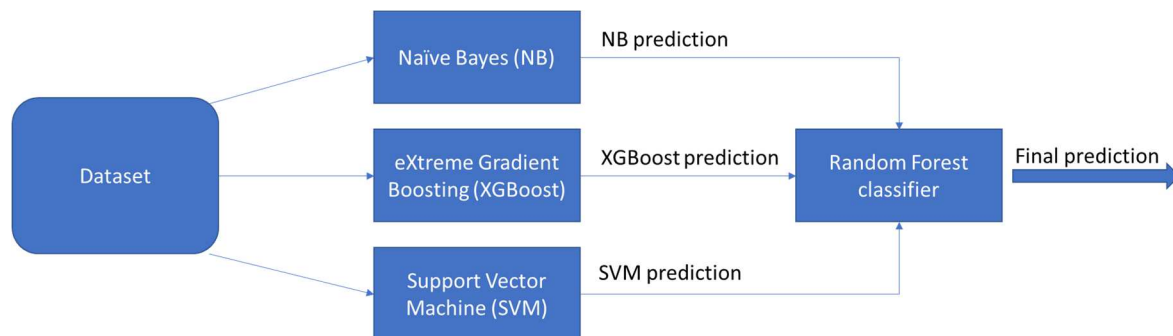 Naïve Bayes (NB)
NB prediction
Dataset
eXtreme Gradient
Boosting (XGBoost)
XGBoost prediction
Random Forest
classifier
Final prediction
Support Vector
Machine (SVM)
SVM prediction